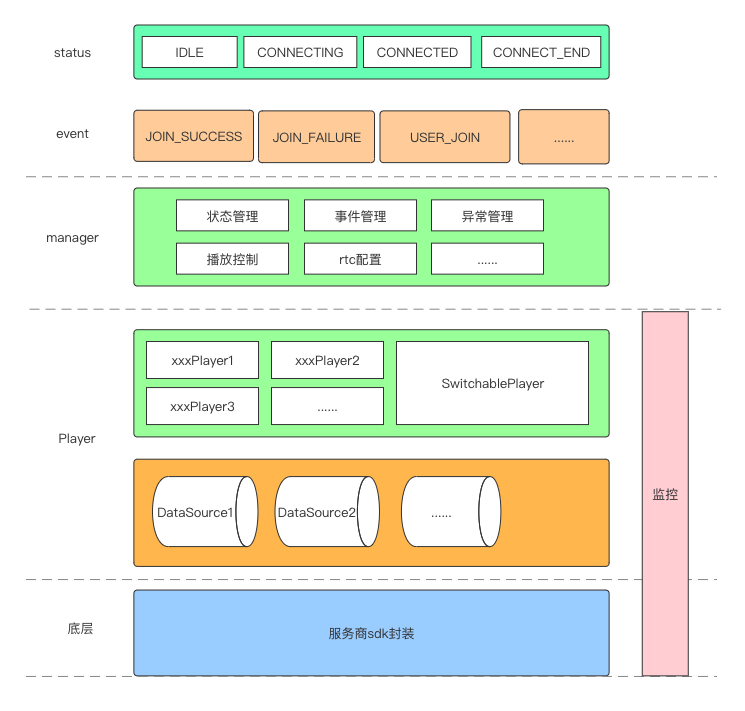 status
IDLE
CONNECTING
CONNECTED
CONNECT_END
event
JOIN_SUCCESS
JOIN_FAILURE
USER_JOIN
......
manager
状态管理
事件管理
异常管理
播放控制
rtc配置
......
Player
xxxPlayer1
xxxPlayer2
SwitchablePlayer
xxxPlayer3
......
DataSource1
DataSource2
......
监控
底层
服务商sdk封装